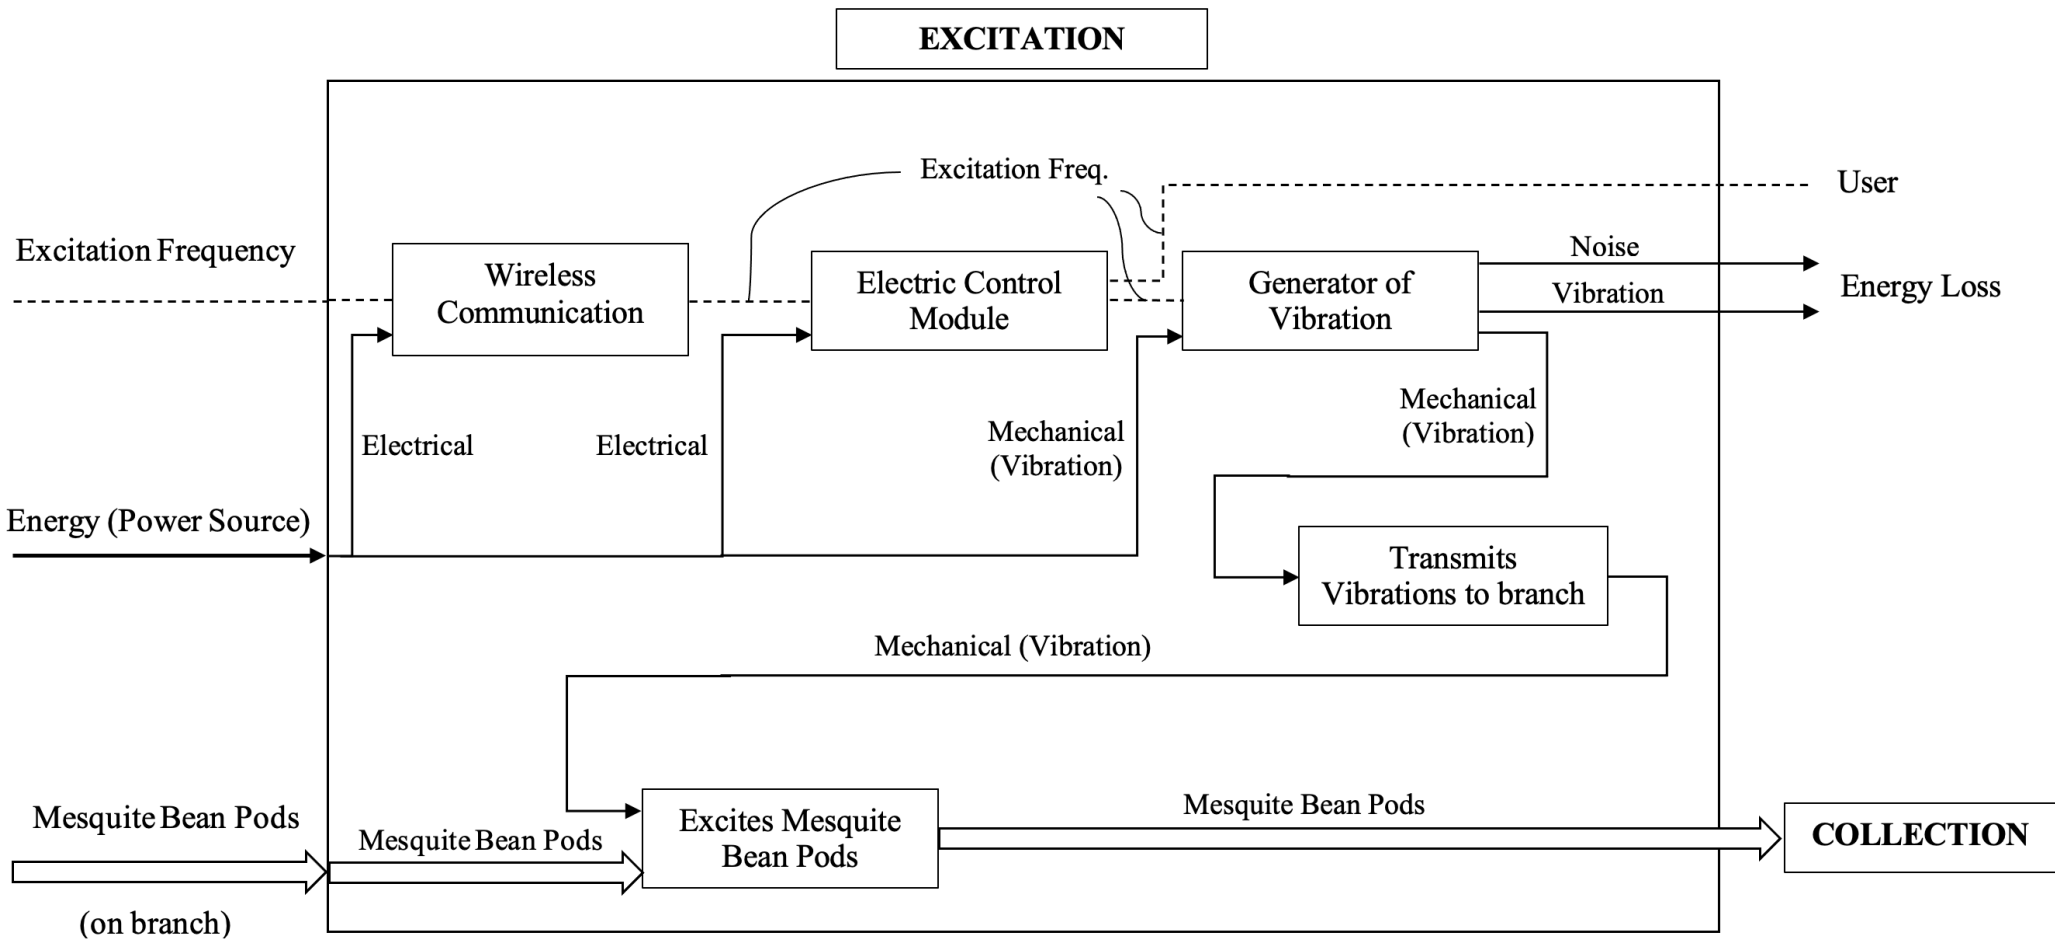 EXCITATION
Excitation Freq.
User
Excitation Frequency
Wireless
Communication
Electric Control
Module
Generator of
Vibration
Noise
Vibration
Energy Loss
Electrical
Electrical
Mechanical
(Vibration)
Mechanical
(Vibration)
Energy (Power Source)
Transmits
Vibrations to branch
Mechanical (Vibration)
Mesquite Bean Pods
(on branch)
Mesquite Bean Pods
Excites Mesquite
Bean Pods
Mesquite Bean Pods
COLLECTION